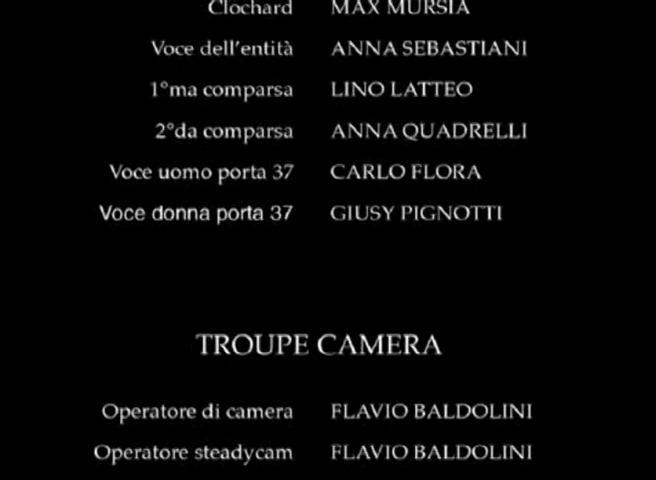 Clochard MAX MURSIA
Voce dell'entità ANNA SEBASTIANI
1°ma comparsa LINO LATTEO
2°da comparsa ANNA QUADRELLI
Voce uomo porta 37 CARLO FLORA
Voce donna porta 37 GIUSY PIGNOTTI
TROUPE CAMERA
Operatore di camera FLAVIO BALDOLINI
Operatore steadycam FLAVIO BALDOLINI